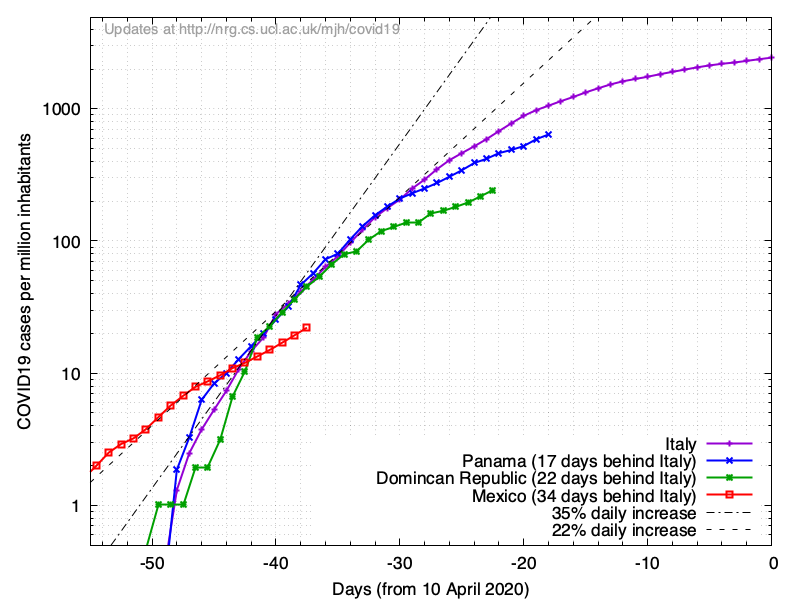 Updates at http://nrg.cs.ucl.ac.uk/mjh/covid19
COVID19 cases per million inhabitants
1000
100
10
1
Italy
Panama (17 days behind Italy)
Domincan Republic (22 days behind Italy)
Mexico (34 days behind Italy)
35% daily increase
22% daily increase
-50 -40 -30 -20 -10 0
Days (from 10 April 2020)